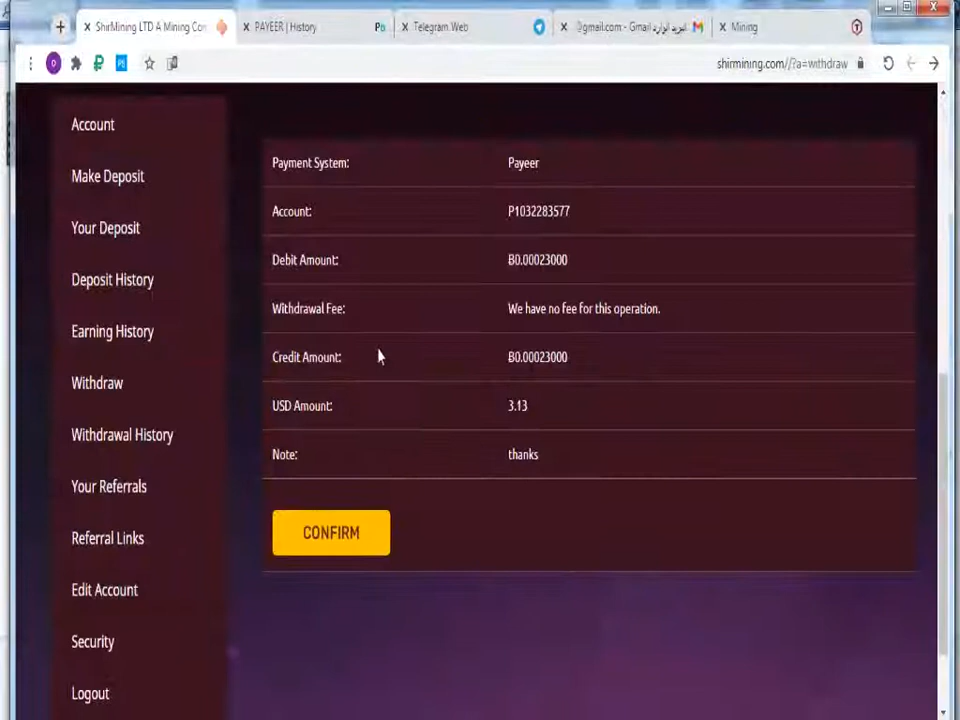 ShirMining LTD A Mining Co
PAYEER | History
Telegram Web
@gmail.com - Gmail البريد الوارد
Mining
shirmining.com/?a=withdraw
Account
Make Deposit
Your Deposit
Deposit History
Earning History
Withdraw
Withdrawal History
Your Referrals
Referral Links
Edit Account
Security
Logout
Payment System: Payeer
Account: P1032283577
Debit Amount: Ƀ0.00023000
Withdrawal Fee: We have no fee for this operation.
Credit Amount: Ƀ0.00023000
USD Amount: 3.13
Note: thanks
CONFIRM